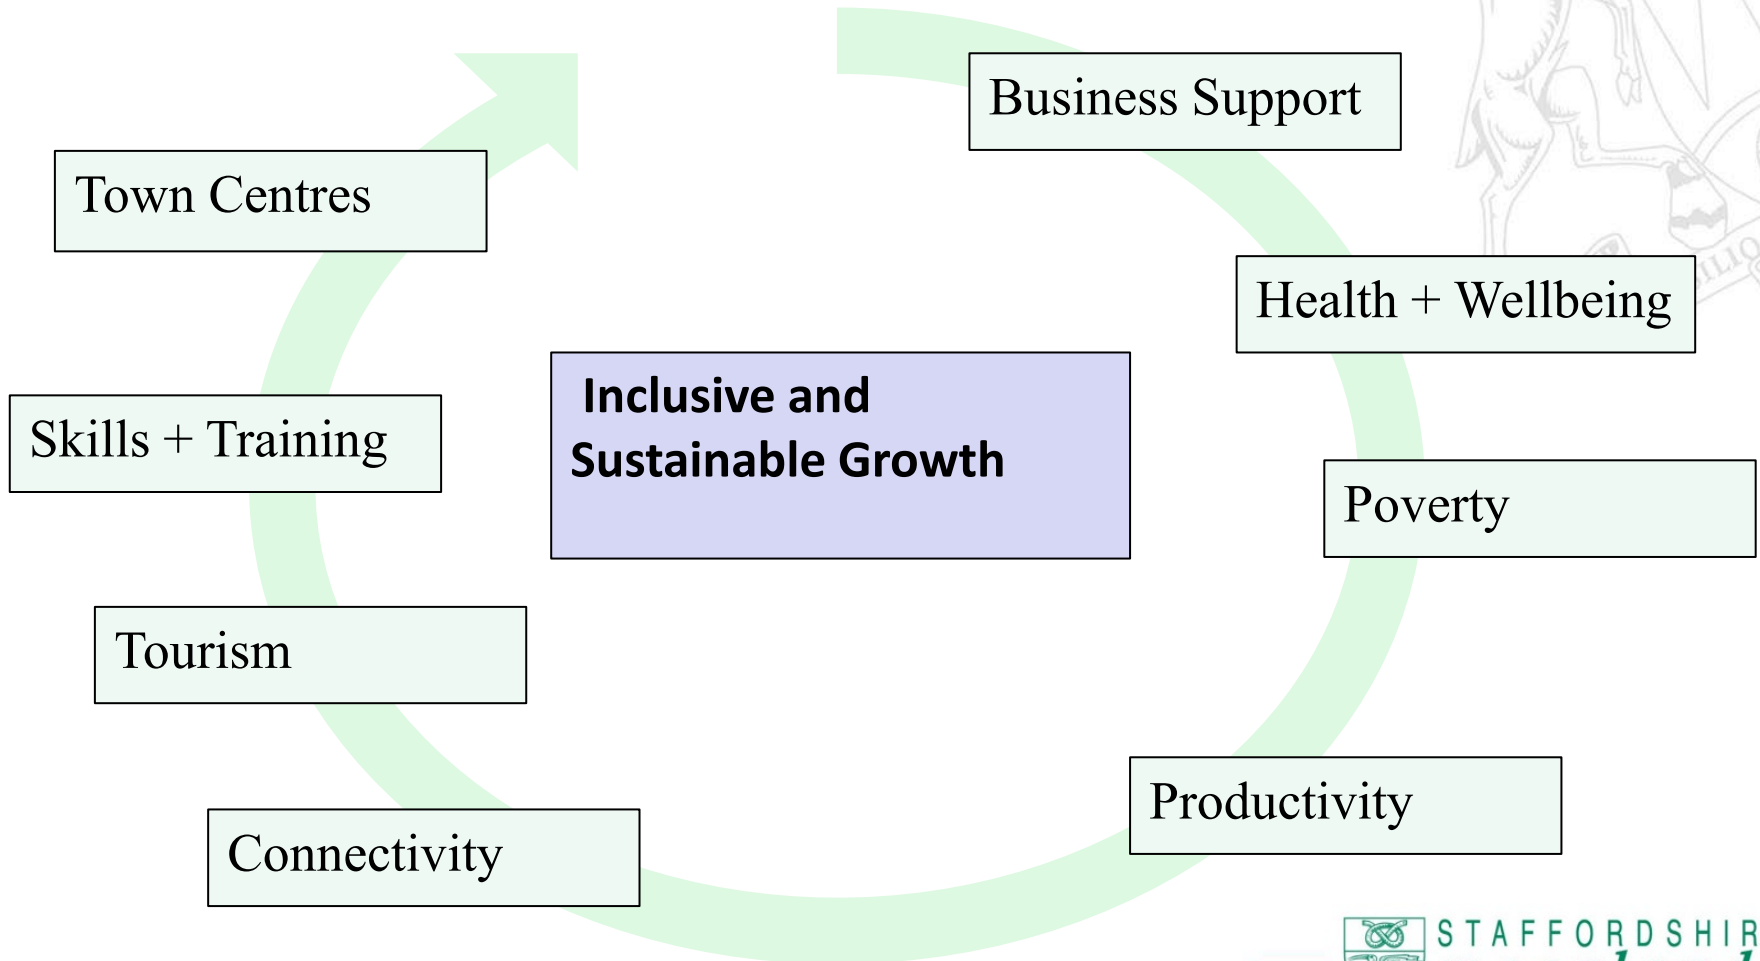 Business Support
Town Centres
Health + Wellbeing
Inclusive and
Sustainable Growth
Skills + Training
Poverty
Tourism
Productivity
Connectivity
STAFFORDSHIR